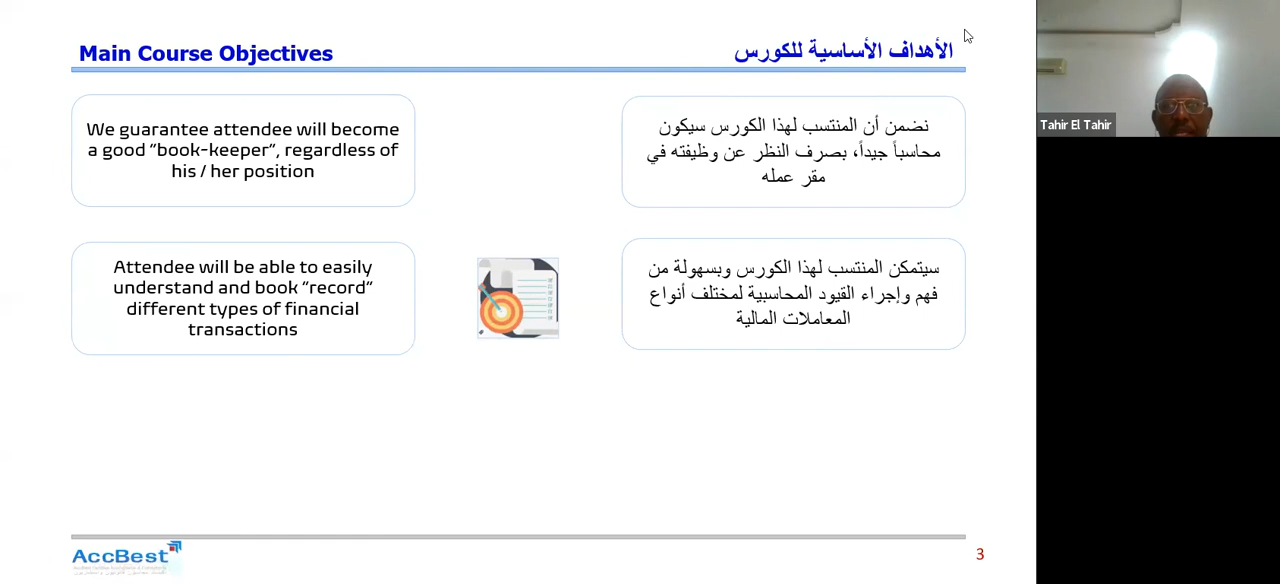 Main Course Objectives
الأهداف الأساسية للكورس
We guarantee attendee will become
a good "book-keeper", regardless of
his / her position
نضمن أن المنتسب لهذا الكورس سيكون
محاسباً جيداً، بصرف النظر عن وظيفته في
مقر عمله
Attendee will be able to easily
understand and book "record"
different types of financial
transactions
سيتمكن المنتسب لهذا الكورس وبسهولة من
فهم وإجراء القيود المحاسبية لمختلف أنواع
المعاملات المالية
Tahir El Tahir
AccBest
3